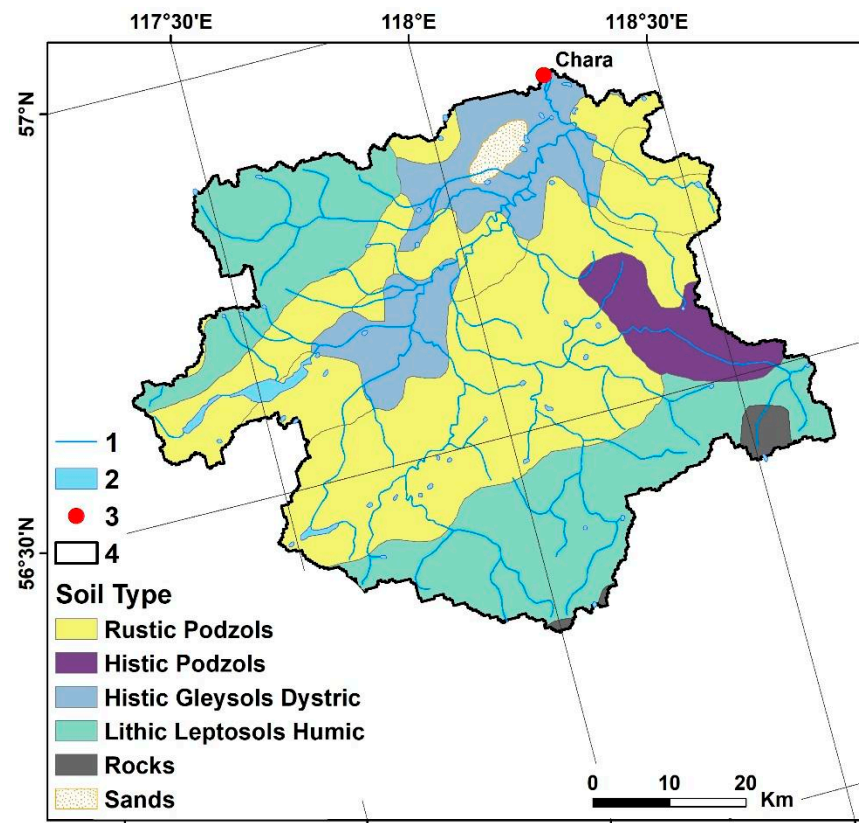 117°30'E 118°E 118°30'E
Chara
57°N
56°30'N
1
2
3
4
Soil Type
Rustic Podzols
Histic Podzols
Histic Gleysols Dystric
Lithic Leptosols Humic
Rocks
Sands
0 10 20
Km